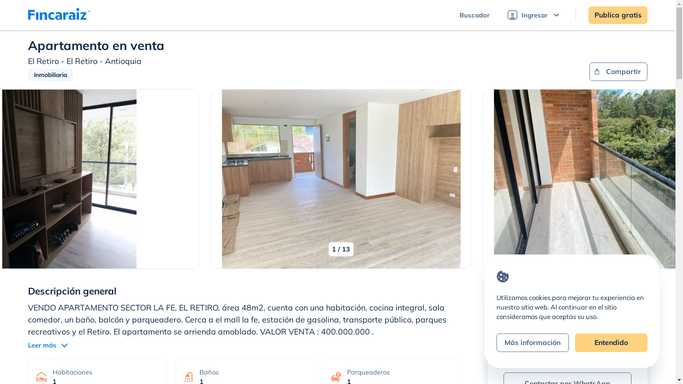 Fincaraiz
Buscador
Ingresar
Publica gratis
Apartamento en venta
El Retiro - El Retiro - Antioquia
Inmobiliaria
Compartir
1 / 13
Descripción general
VENDO APARTAMENTO SECTOR LA FE, EL RETIRO, área 48m2, cuenta con una habitación, cocina integral, sala
comedor, un baño, balcón y parqueadero. Cerca a el mall la fe, estación de gasolina, transporte público, parques
recreativos y el Retiro. El apartamento se arrienda amoblado. VALOR VENTA : 400.000.000 .
Leer más
Utilizamos cookies para mejorar tu experiencia en
nuestro sitio web. Al continuar en el sitio
consideramos que aceptas su uso.
Más información
Entendido
Habitaciones
1
Baños
1
Parqueaderos
1
Contactar por WhatsApp